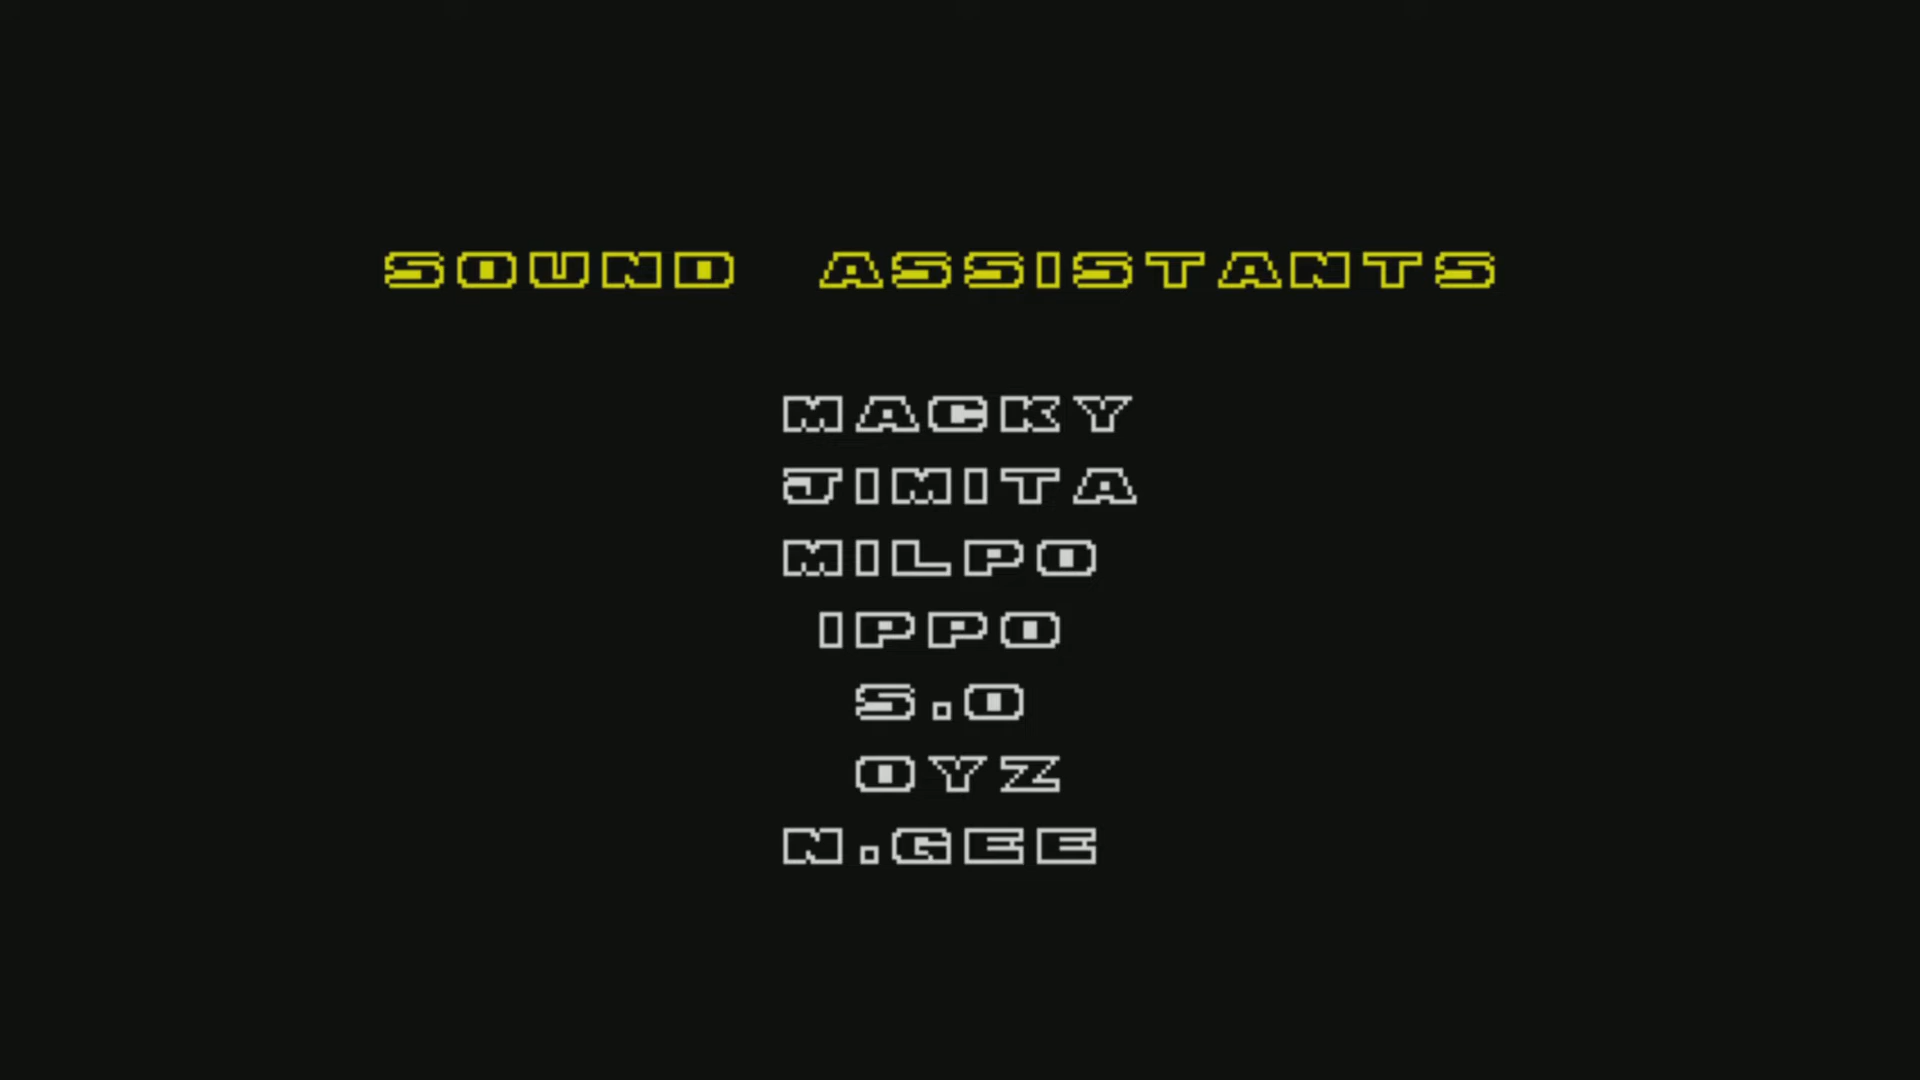 SOUND ASSISTANTS
MACKY
JIMITA
MILPO
IPPO
S.O
OYZ
N.GEE